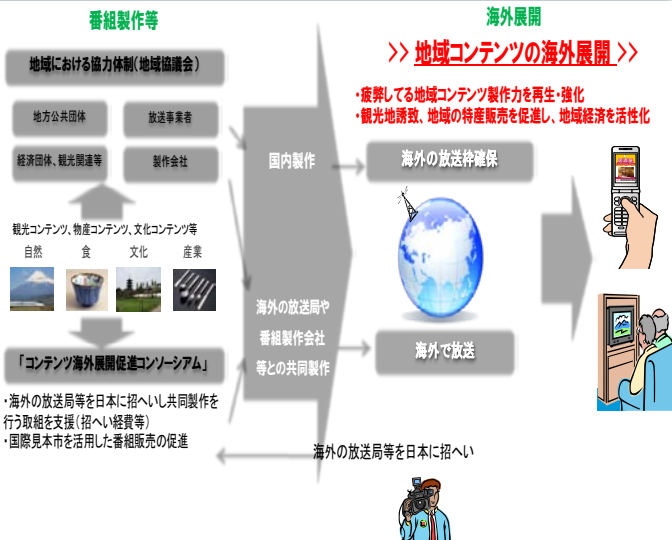 番組製作等
海外展開
>> 地域コンテンツの海外展開 >>
地域における協力体制(地域協議会)
・疲弊してる地域コンテンツ製作力を再生・強化
・観光地誘致、地域の特産販売を促進し、地域経済を活性化
地方公共団体
放送事業者
経済団体、観光関連等
製作会社
国内製作
海外の放送枠確保
観光コンテンツ、物産コンテンツ、文化コンテンツ等
自然
食
文化
産業
海外の放送局や
番組製作会社
等との共同製作
海外で放送
「コンテンツ海外展開促進コンソーシアム」
・海外の放送局等を日本に招へいし共同製作を
行う取組を支援(招へい経費等)
・国際見本市を活用した番組販売の促進
海外の放送局等を日本に招へい